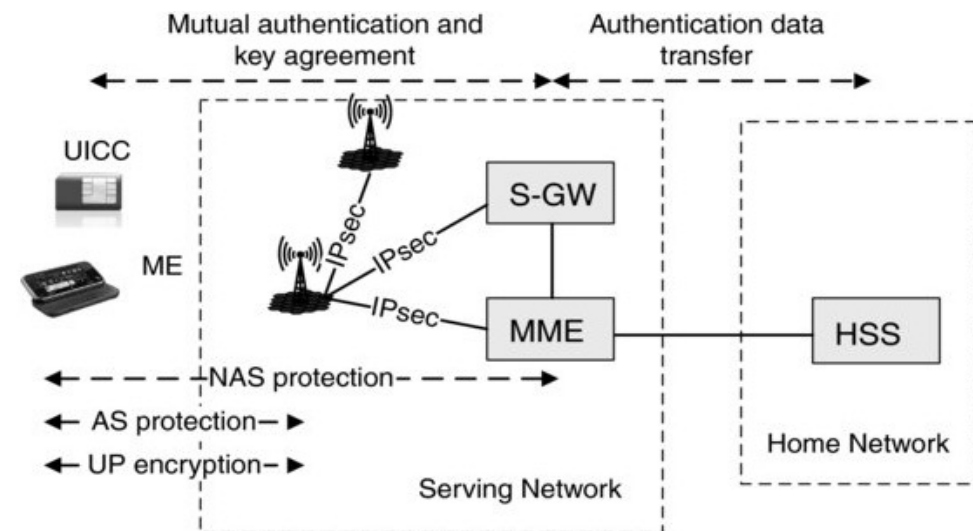 Mutual authentication and
key agreement
Authentication data
transfer
UICC
ME
IPsec
IPsec
IPsec
S-GW
MME
HSS
NAS protection
AS protection
UP encryption
Home Network
Serving Network